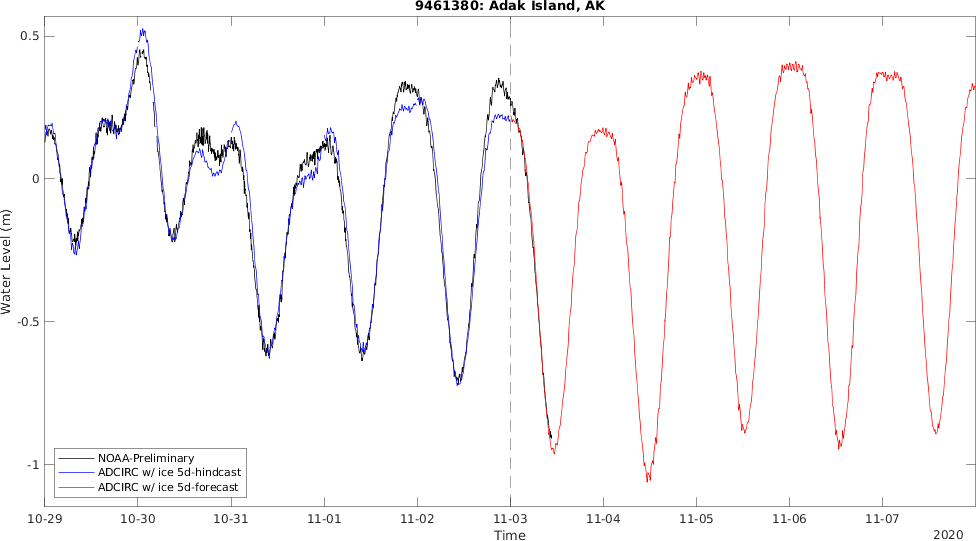 9461380: Adak Island, AK
0.5
0
-0.5
-1
Water Level (m)
NOAA-Preliminary
ADCIRC w/ ice 5d-hindcast
ADCIRC w/ ice 5d-forecast
10-29 10-30 10-31 11-01 11-02 11-03 11-04 11-05 11-06 11-07
Time
2020